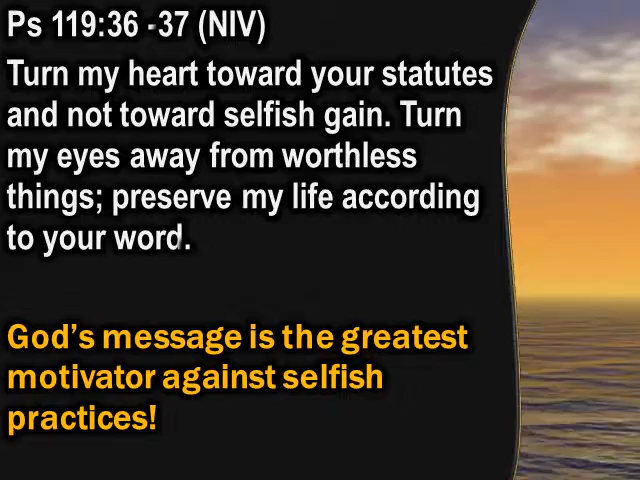 Ps 119:36 -37 (NIV)
Turn my heart toward your statutes
and not toward selfish gain. Turn
my eyes away from worthless
things; preserve my life according
to your word.
God's message is the greatest
motivator against selfish
practices!